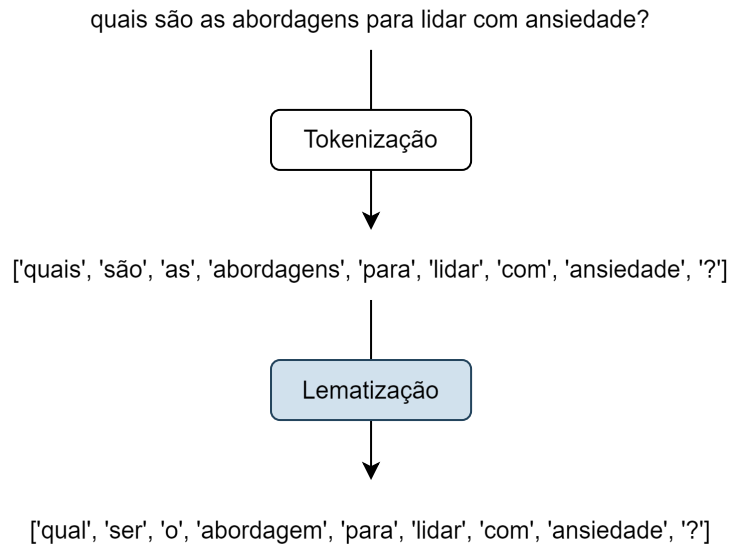 quais são as abordagens para lidar com ansiedade?
Tokenização
['quais', 'são', 'as', 'abordagens', 'para', 'lidar', 'com', 'ansiedade', '?']
Lematização
['qual', 'ser', 'o', 'abordagem', 'para', 'lidar', 'com', 'ansiedade', '?']